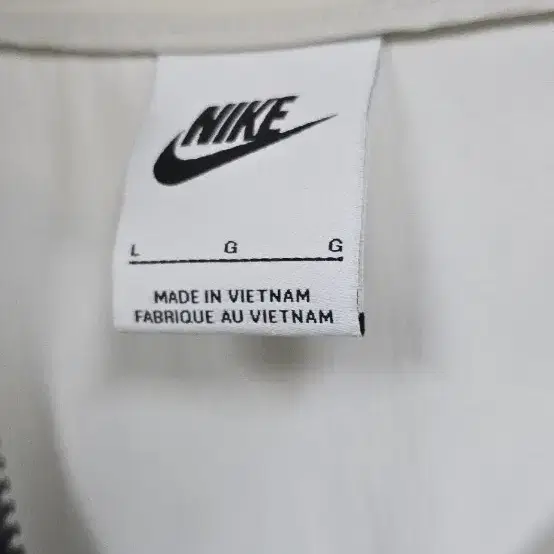 NIKE
L G G
MADE IN VIETNAM
FABRIQUE AU VIETNAM